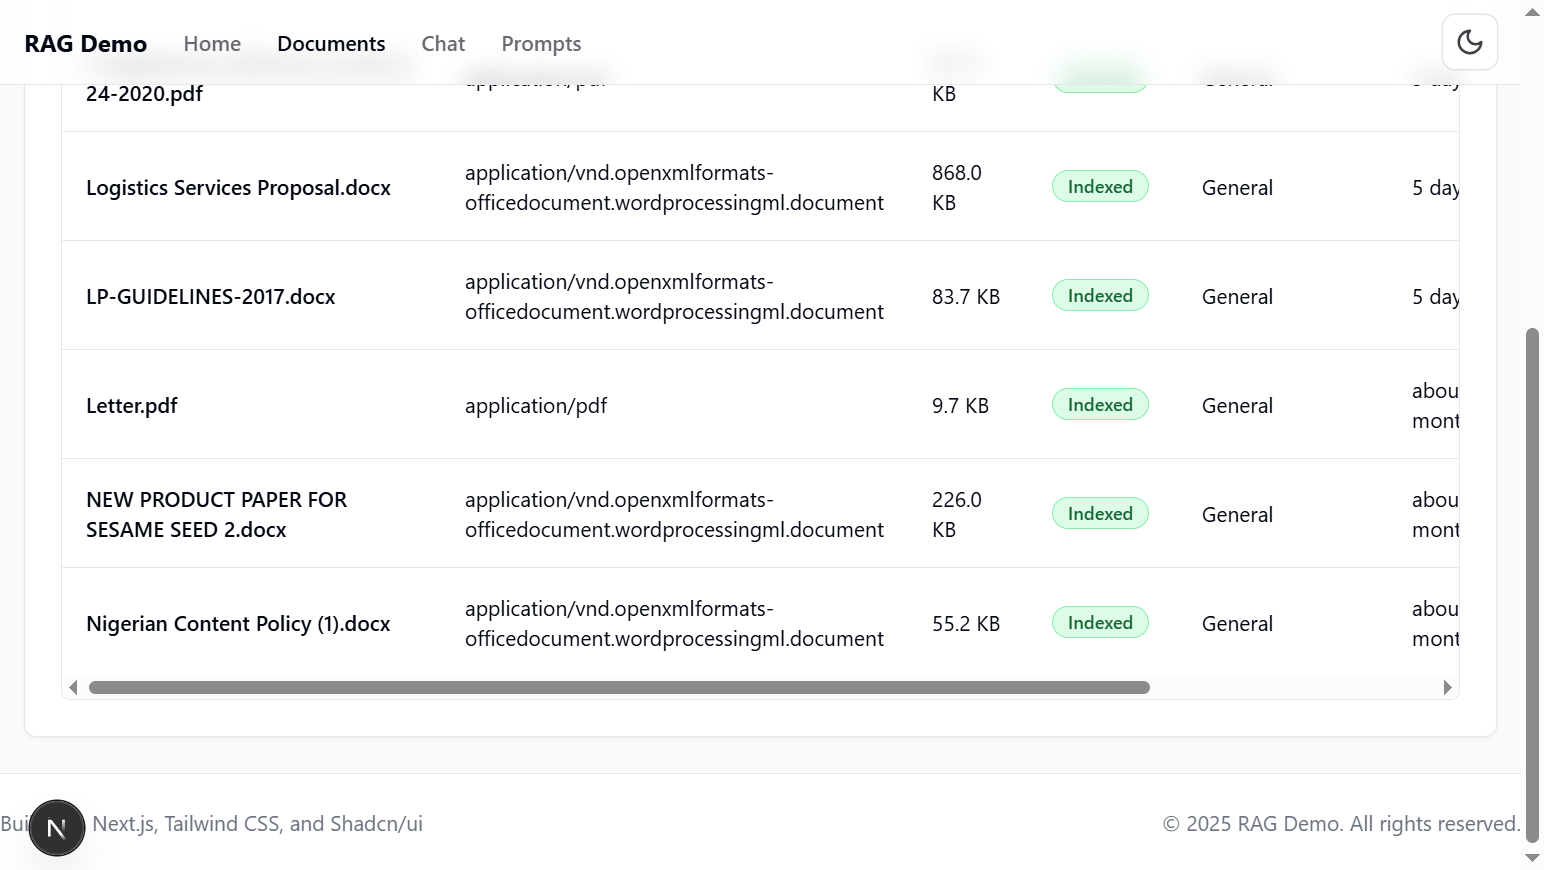 RAG Demo Home Documents Chat Prompts
24-2020.pdf application/pdf KB General
Logistics Services Proposal.docx application/vnd.openxmlformats-officedocument.wordprocessingml.document 868.0 KB Indexed General 5 day
LP-GUIDELINES-2017.docx application/vnd.openxmlformats-officedocument.wordprocessingml.document 83.7 KB Indexed General 5 day
Letter.pdf application/pdf 9.7 KB Indexed General abou mont
NEW PRODUCT PAPER FOR SESAME SEED 2.docx application/vnd.openxmlformats-officedocument.wordprocessingml.document 226.0 KB Indexed General abou mont
Nigerian Content Policy (1).docx application/vnd.openxmlformats-officedocument.wordprocessingml.document 55.2 KB Indexed General abou mont
Bui N Next.js, Tailwind CSS, and Shadcn/ui
© 2025 RAG Demo. All rights reserved.